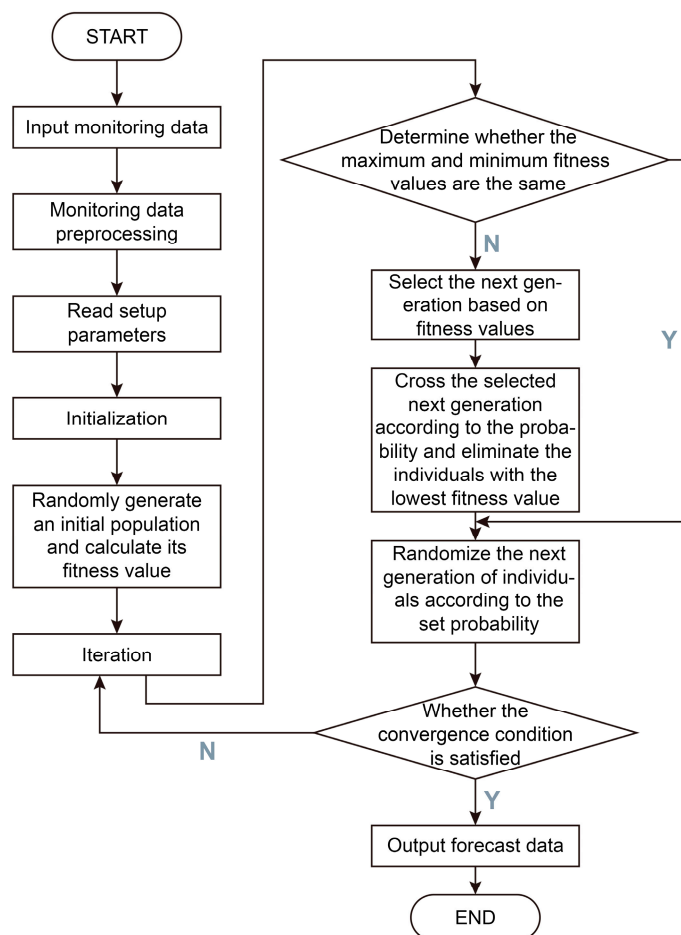 START
Input monitoring data
Monitoring data
preprocessing
Read setup
parameters
Initialization
Randomly generate
an initial population
and calculate its
fitness value
Iteration
Determine whether the
maximum and minimum fitness
values are the same
N
Select the next gen-
eration based on
fitness values
Y
Cross the selected
next generation
according to the proba-
bility and eliminate the
individuals with the
lowest fitness value
Randomize the next
generation of individu-
als according to the
set probability
Whether the
convergence condition
is satisfied
N
Y
Output forecast data
END